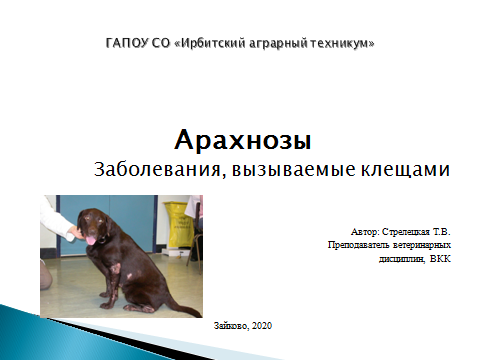 ГАПОУ СО «Ирбитский аграрный техникум»
Арахнозы
Заболевания, вызываемые клещами
Автор: Стрелецкая Т.В.
Преподаватель ветеринарных
дисциплин, ВКК
Зайково, 2020